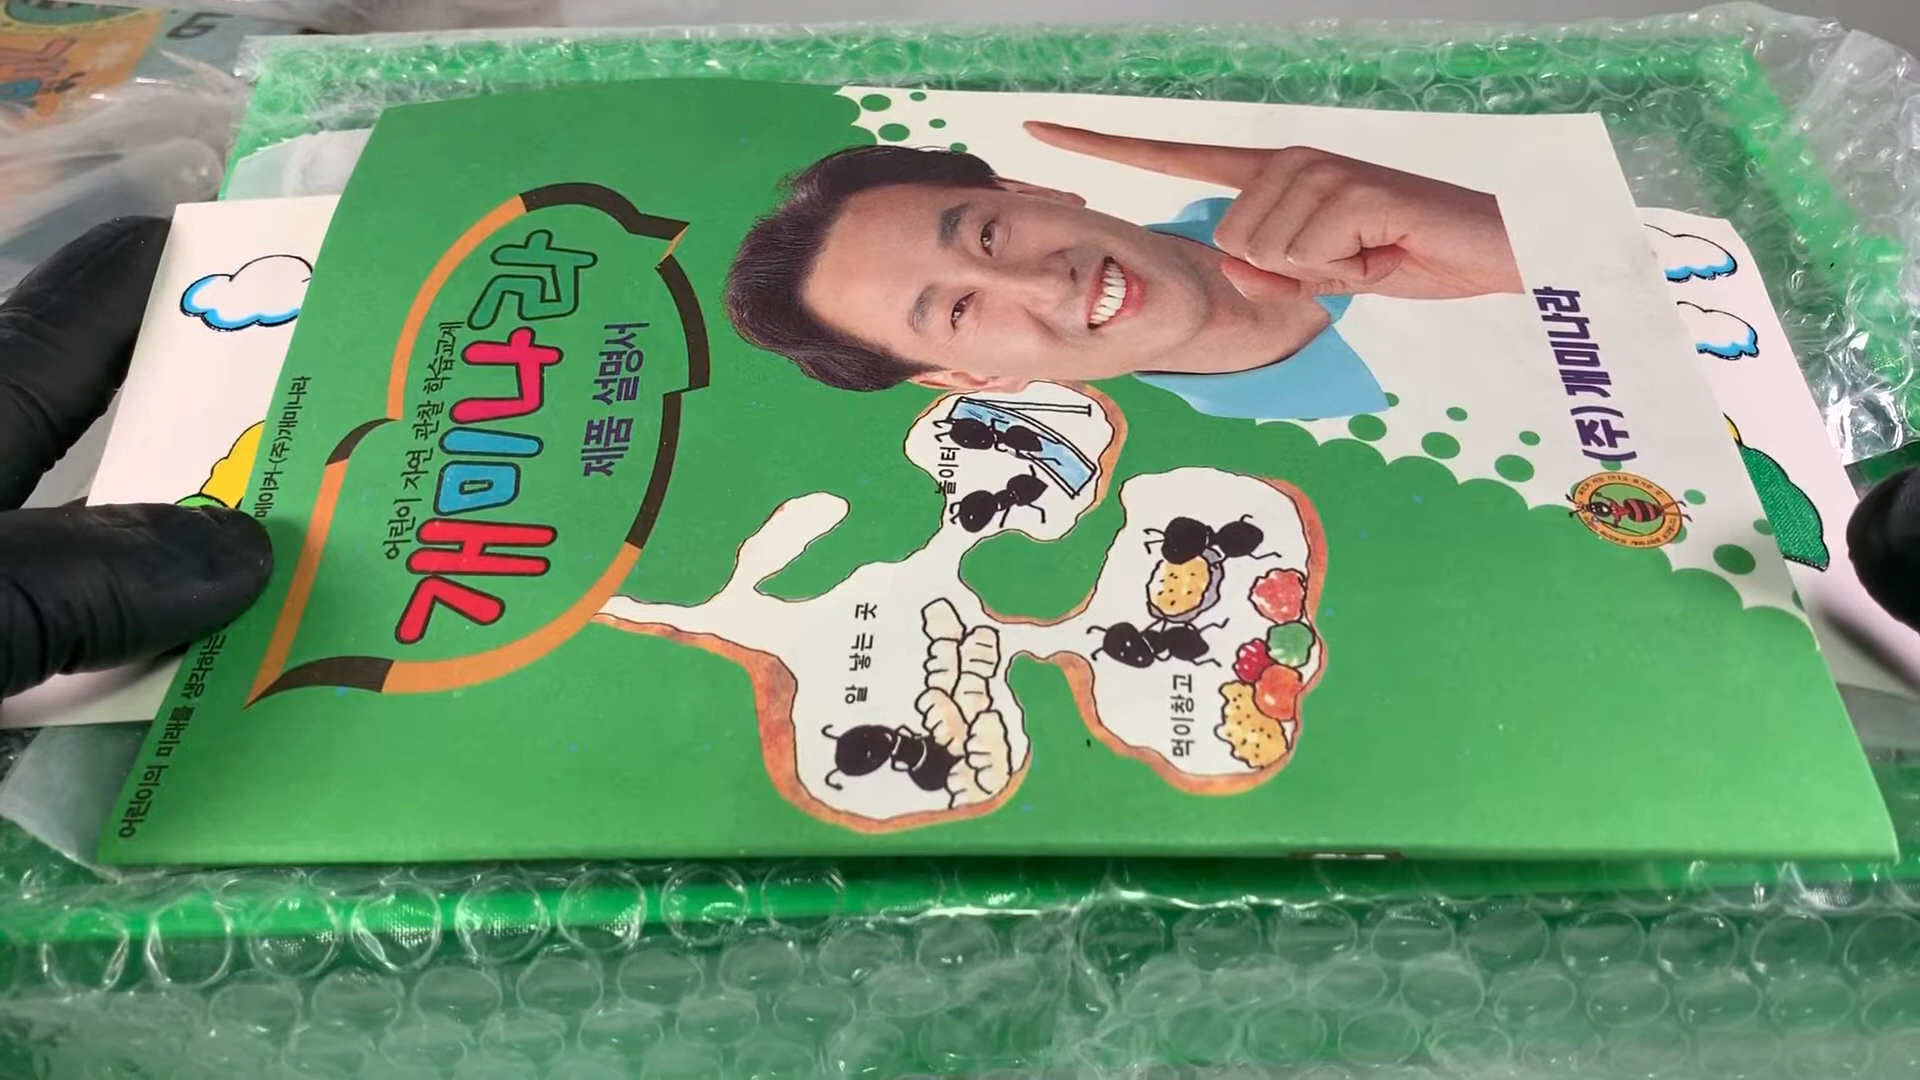 어린이의 미래를 생각하는
메이커-(주)개미나라
어린이 자연 관찰 학습교재
개미나라
제품 설명서
놀이터
알 낳는 곳
먹이창고
(주) 개미나라